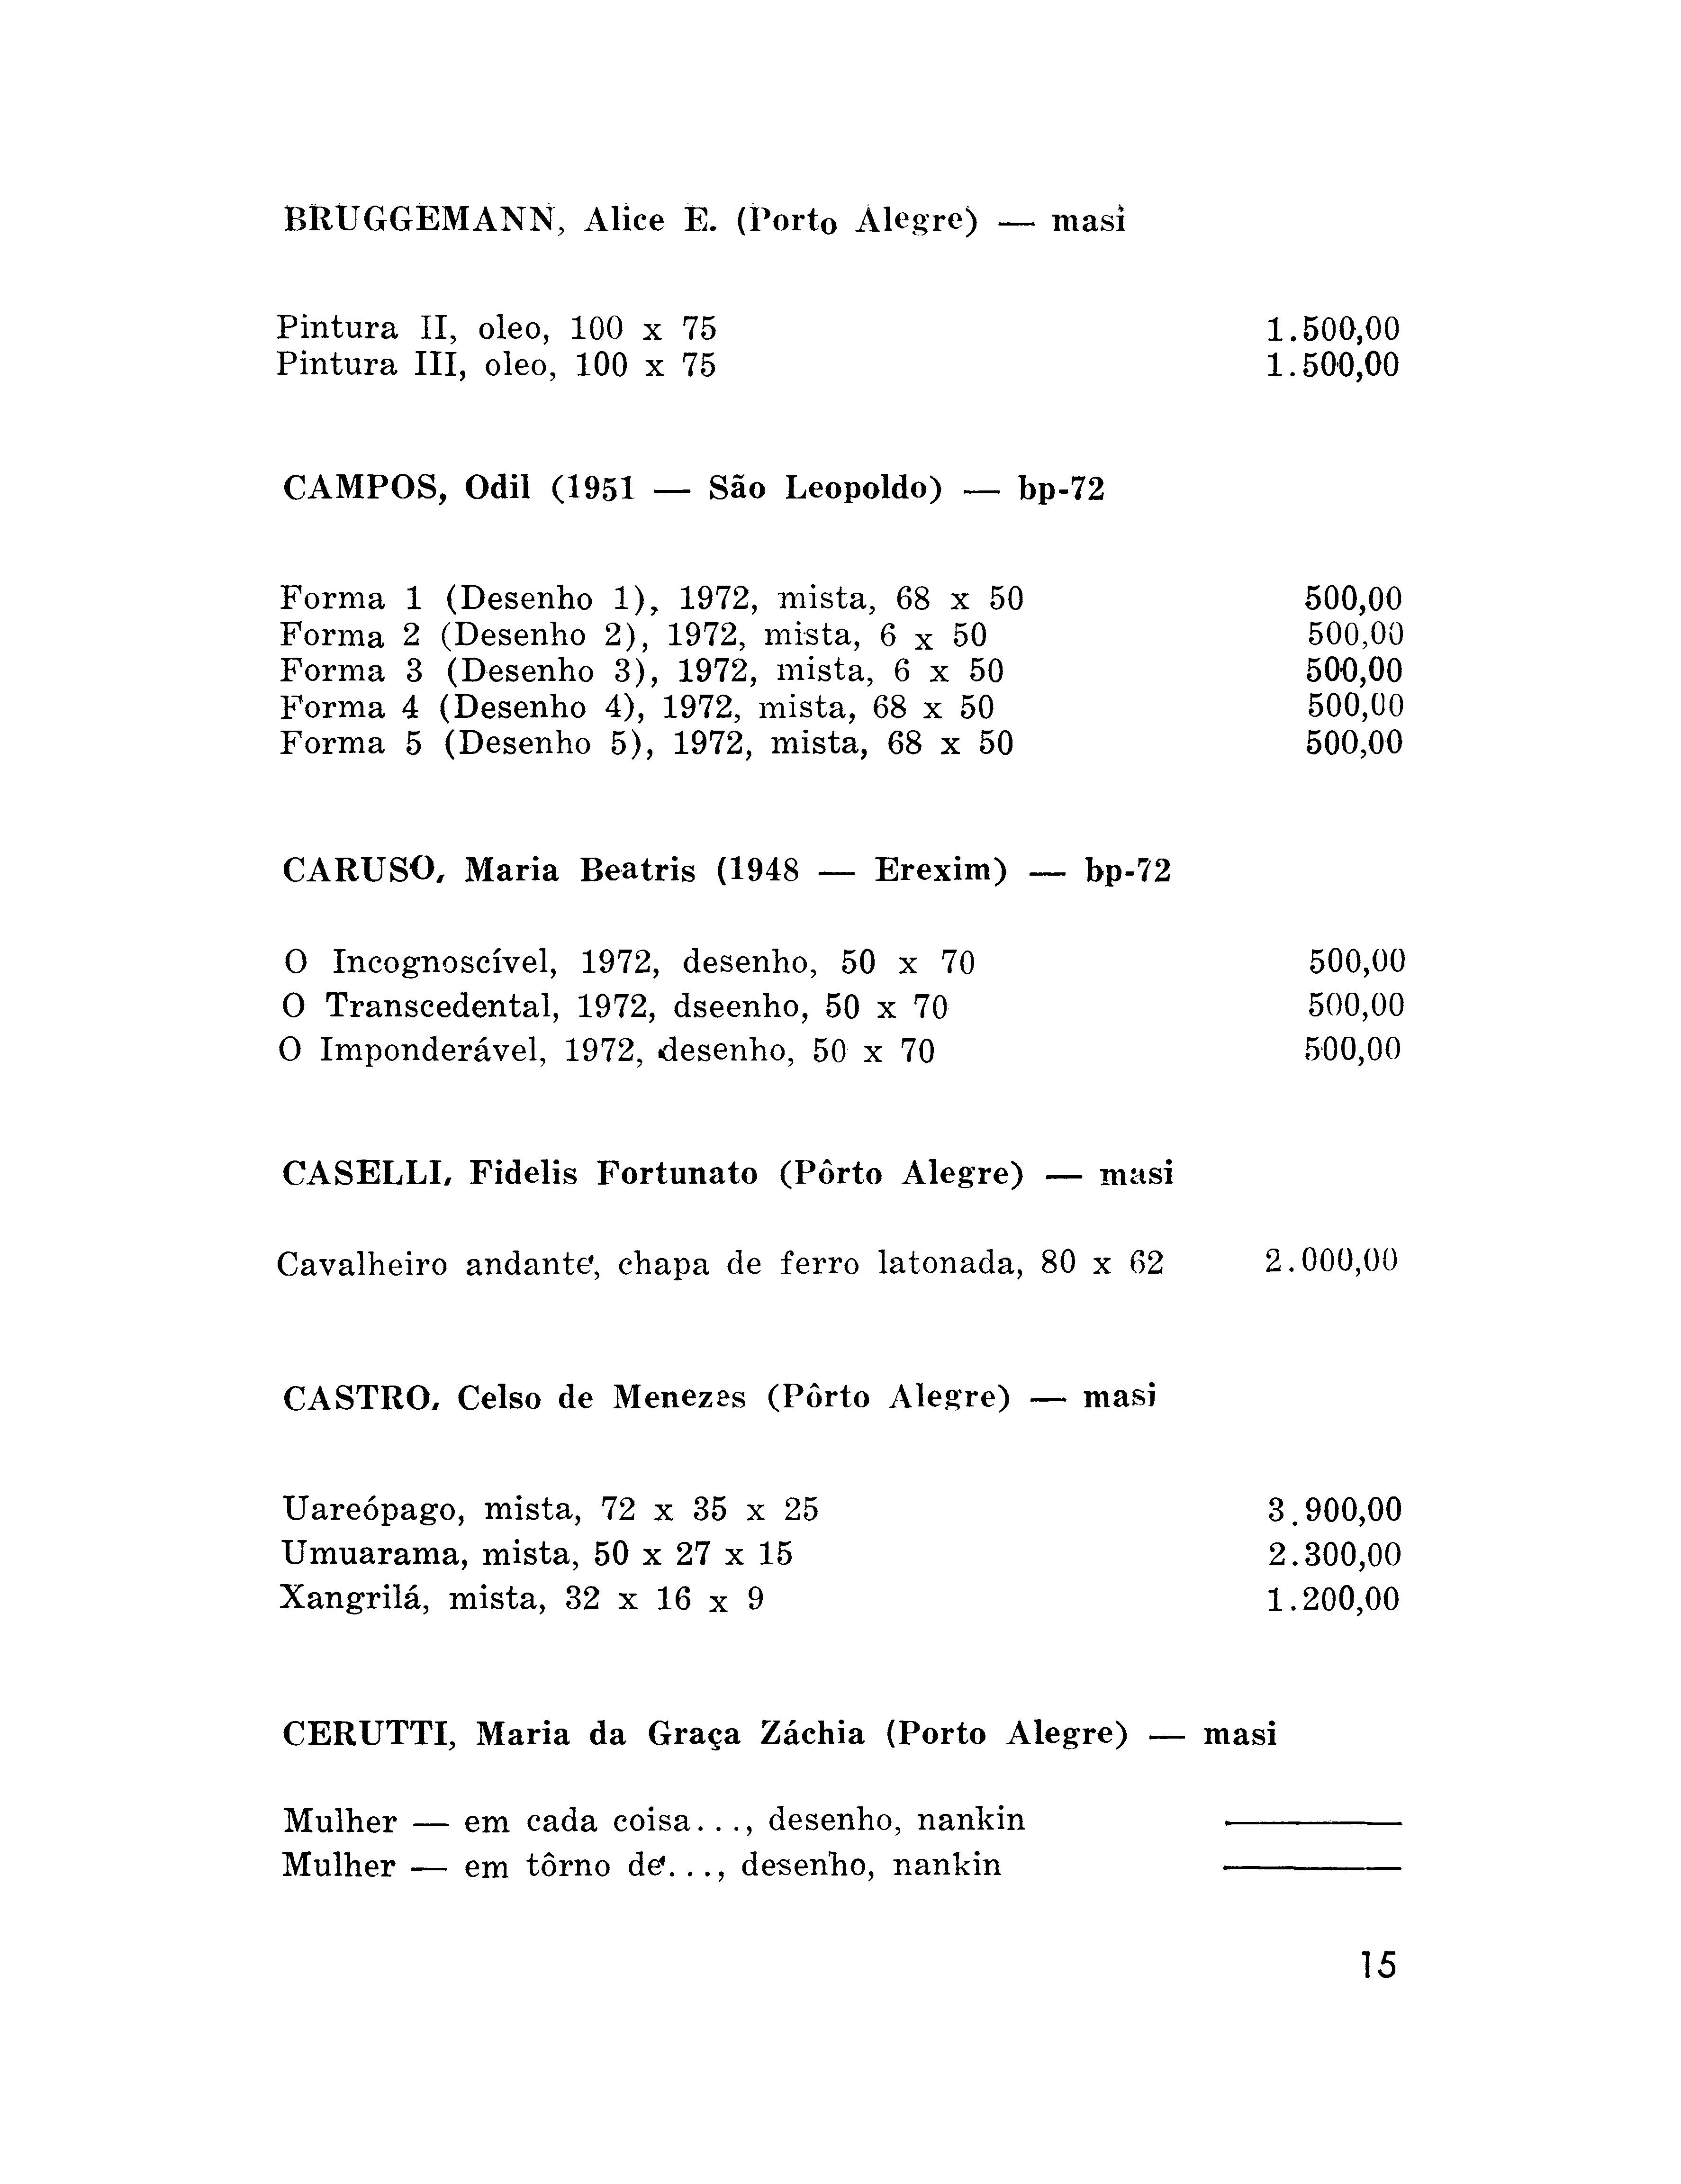 BRUGGEMANN, Alice E. (Porto Alegre) — masi
Pintura II, oleo, 100 x 75 1.500,00
Pintura III, oleo, 100 x 75 1.500,00
CAMPOS, Odil (1951 — São Leopoldo) — bp-72
Forma 1 (Desenho 1), 1972, mista, 68 x 50 500,00
Forma 2 (Desenho 2), 1972, mista, 6 x 50 500,00
Forma 3 (Desenho 3), 1972, mista, 6 x 50 500,00
Forma 4 (Desenho 4), 1972, mista, 68 x 50 500,00
Forma 5 (Desenho 5), 1972, mista, 68 x 50 500,00
CARUSO, Maria Beatris (1948 — Erexim) — bp-72
O Incognoscível, 1972, desenho, 50 x 70 500,00
O Transcedental, 1972, dseenho, 50 x 70 500,00
O Imponderável, 1972, desenho, 50 x 70 500,00
CASELLI, Fidelis Fortunato (Pôrto Alegre) — masi
Cavalheiro andante, chapa de ferro latonada, 80 x 62 2.000,00
CASTRO, Celso de Menezes (Pôrto Alegre) — masi
Uareópago, mista, 72 x 35 x 25 3.900,00
Umuarama, mista, 50 x 27 x 15 2.300,00
Xangrilá, mista, 32 x 16 x 9 1.200,00
CERUTTI, Maria da Graça Záchia (Porto Alegre) — masi
Mulher — em cada coisa..., desenho, nankin
Mulher — em tôrno de..., desenho, nankin
15